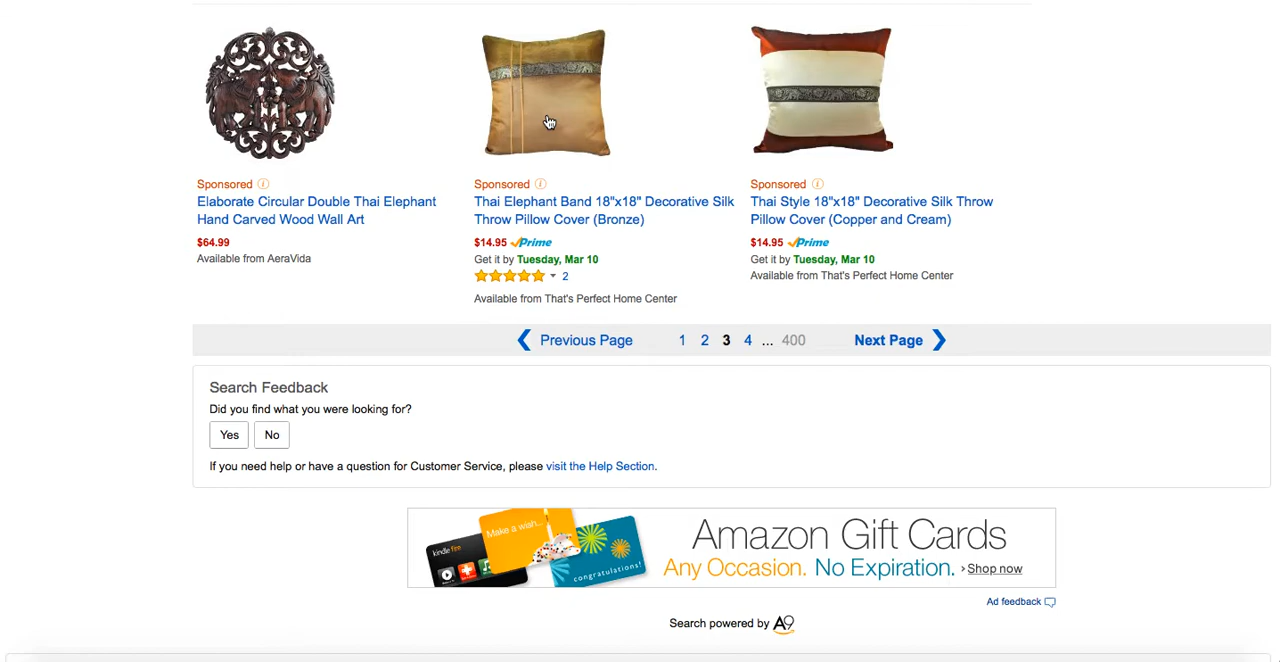 Sponsored
Elaborate Circular Double Thai Elephant
Hand Carved Wood Wall Art
$64.99
Available from AeraVida
Sponsored
Thai Elephant Band 18"x18" Decorative Silk
Throw Pillow Cover (Bronze)
$14.95 Prime
Get it by Tuesday, Mar 10
2
Available from That's Perfect Home Center
Sponsored
Thai Style 18"x18" Decorative Silk Throw
Pillow Cover (Copper and Cream)
$14.95 Prime
Get it by Tuesday, Mar 10
Available from That's Perfect Home Center
Previous Page 1 2 3 4 ... 400 Next Page
Search Feedback
Did you find what you were looking for?
Yes No
If you need help or have a question for Customer Service, please visit the Help Section.
kindle fire
Make a wish...
congratulations!
Amazon Gift Cards
Any Occasion. No Expiration. › Shop now
Ad feedback
Search powered by A9